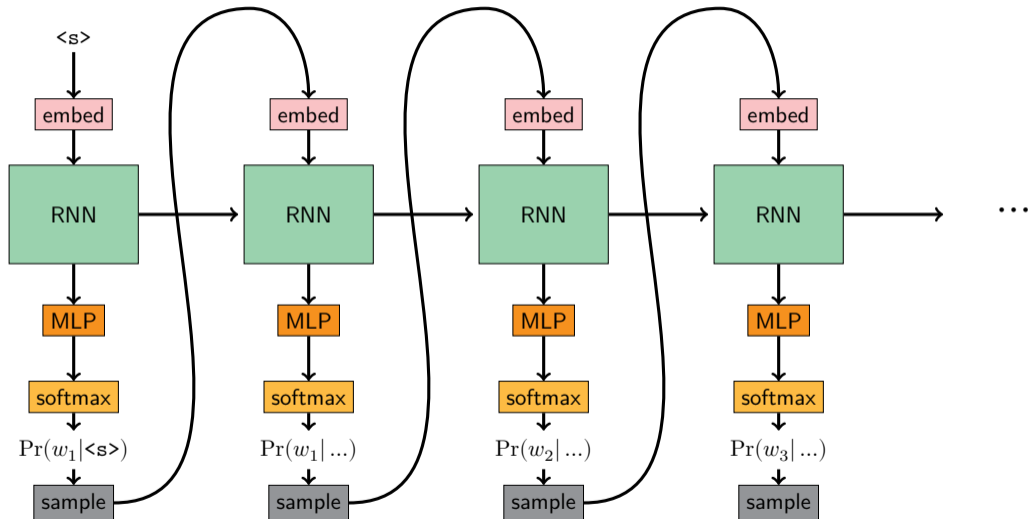 <s>
embed embed embed embed
RNN RNN RNN RNN ...
MLP MLP MLP MLP
softmax softmax softmax softmax
Pr(w₁|<s>) Pr(w₁| ...) Pr(w₂| ...) Pr(w₃| ...)
sample sample sample sample